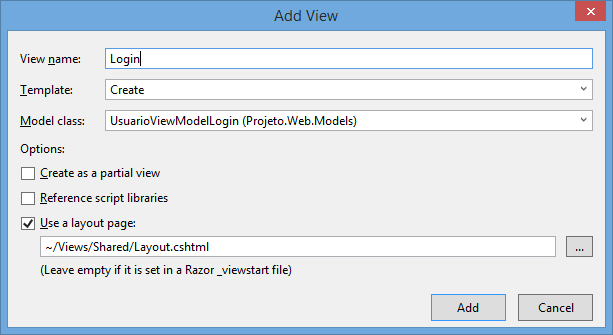 Add View
View name: Login
Template: Create
Model class: UsuarioViewModelLogin (Projeto.Web.Models)
Options:
Create as a partial view
Reference script libraries
Use a layout page:
~/Views/Shared/Layout.cshtml
...
(Leave empty if it is set in a Razor _viewstart file)
Add Cancel